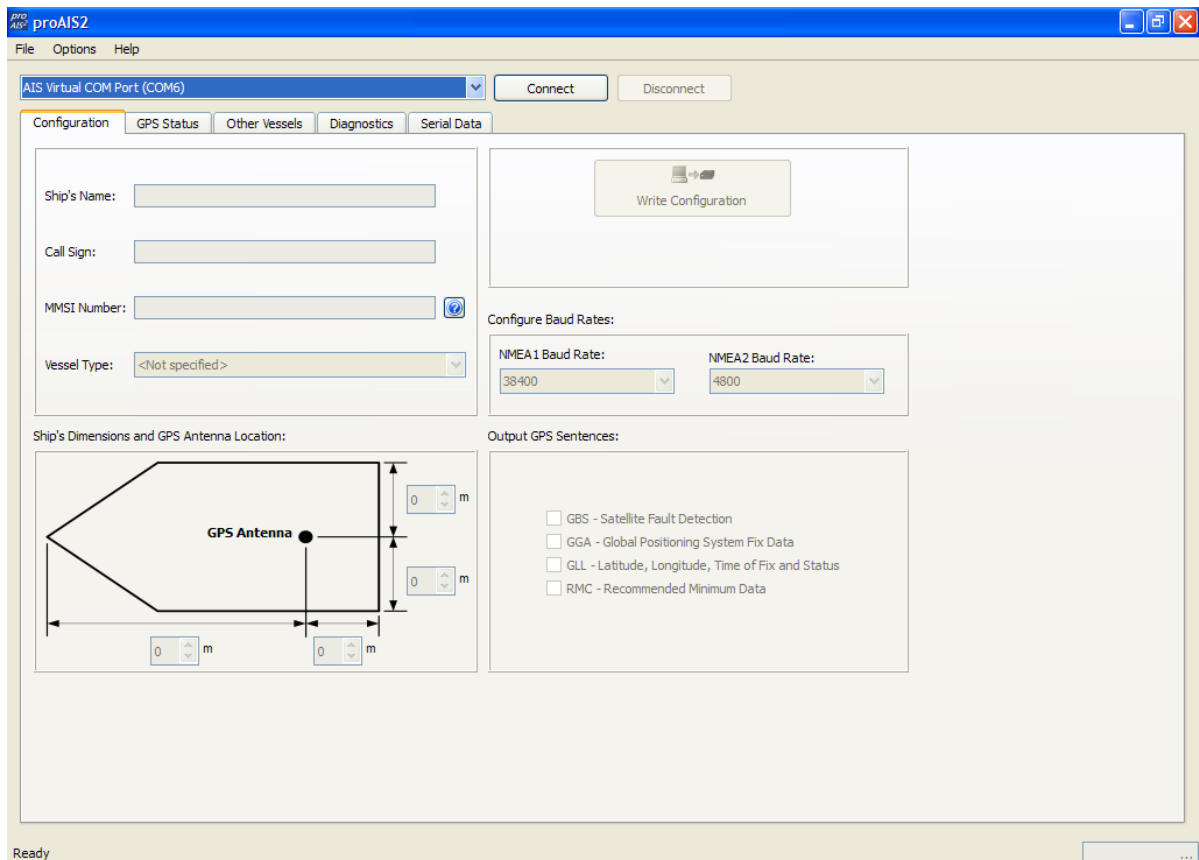 pro AIS² proAIS2
File Options Help
AIS Virtual COM Port (COM6) Connect Disconnect
Configuration GPS Status Other Vessels Diagnostics Serial Data
Ship's Name:
Call Sign:
MMSI Number: ?
Vessel Type: <Not specified>
Write Configuration
Configure Baud Rates:
NMEA1 Baud Rate: NMEA2 Baud Rate:
38400 4800
Ship's Dimensions and GPS Antenna Location:
GPS Antenna
0 m
0 m
0 m 0 m
Output GPS Sentences:
GBS - Satellite Fault Detection
GGA - Global Positioning System Fix Data
GLL - Latitude, Longitude, Time of Fix and Status
RMC - Recommended Minimum Data
Ready ...